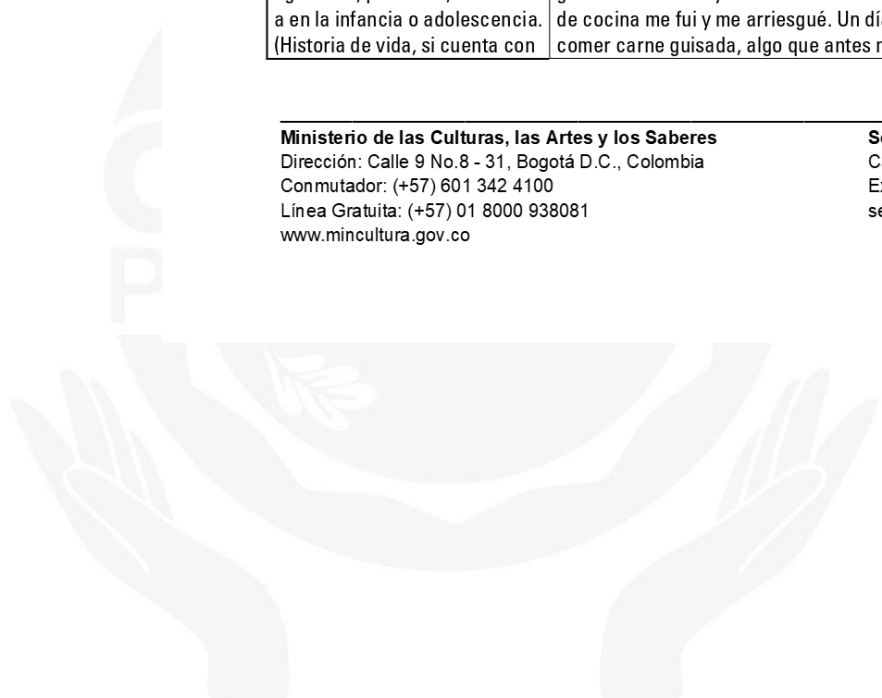 a en la infancia o adolescencia. de cocina me fui y me arriesgué. Un
(Historia de vida, si cuenta con comer carne guisada, algo que antes
Ministerio de las Culturas, las Artes y los Saberes
Dirección: Calle 9 No.8 - 31, Bogotá D.C., Colombia
Conmutador: (+57) 601 342 4100
Línea Gratuita: (+57) 01 8000 938081
www.mincultura.gov.co